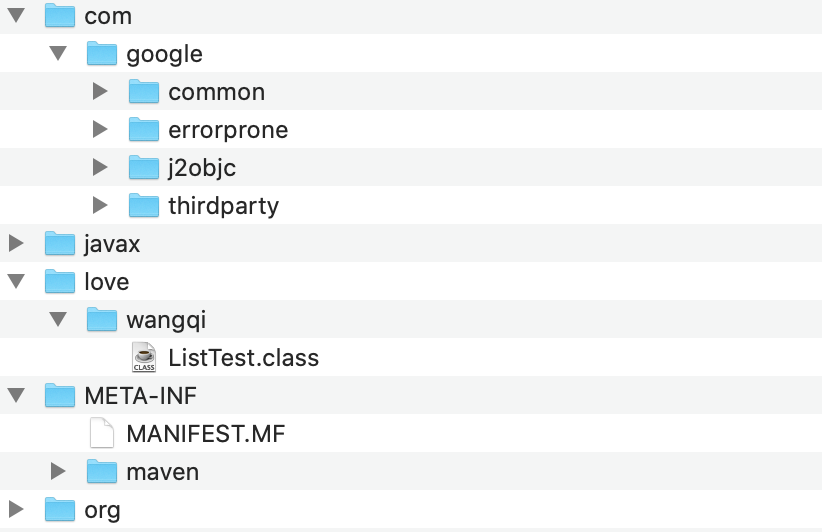 com
google
common
errorprone
j2objc
thirdparty
javax
love
wangqi
CLASS
ListTest.class
META-INF
MANIFEST.MF
maven
org